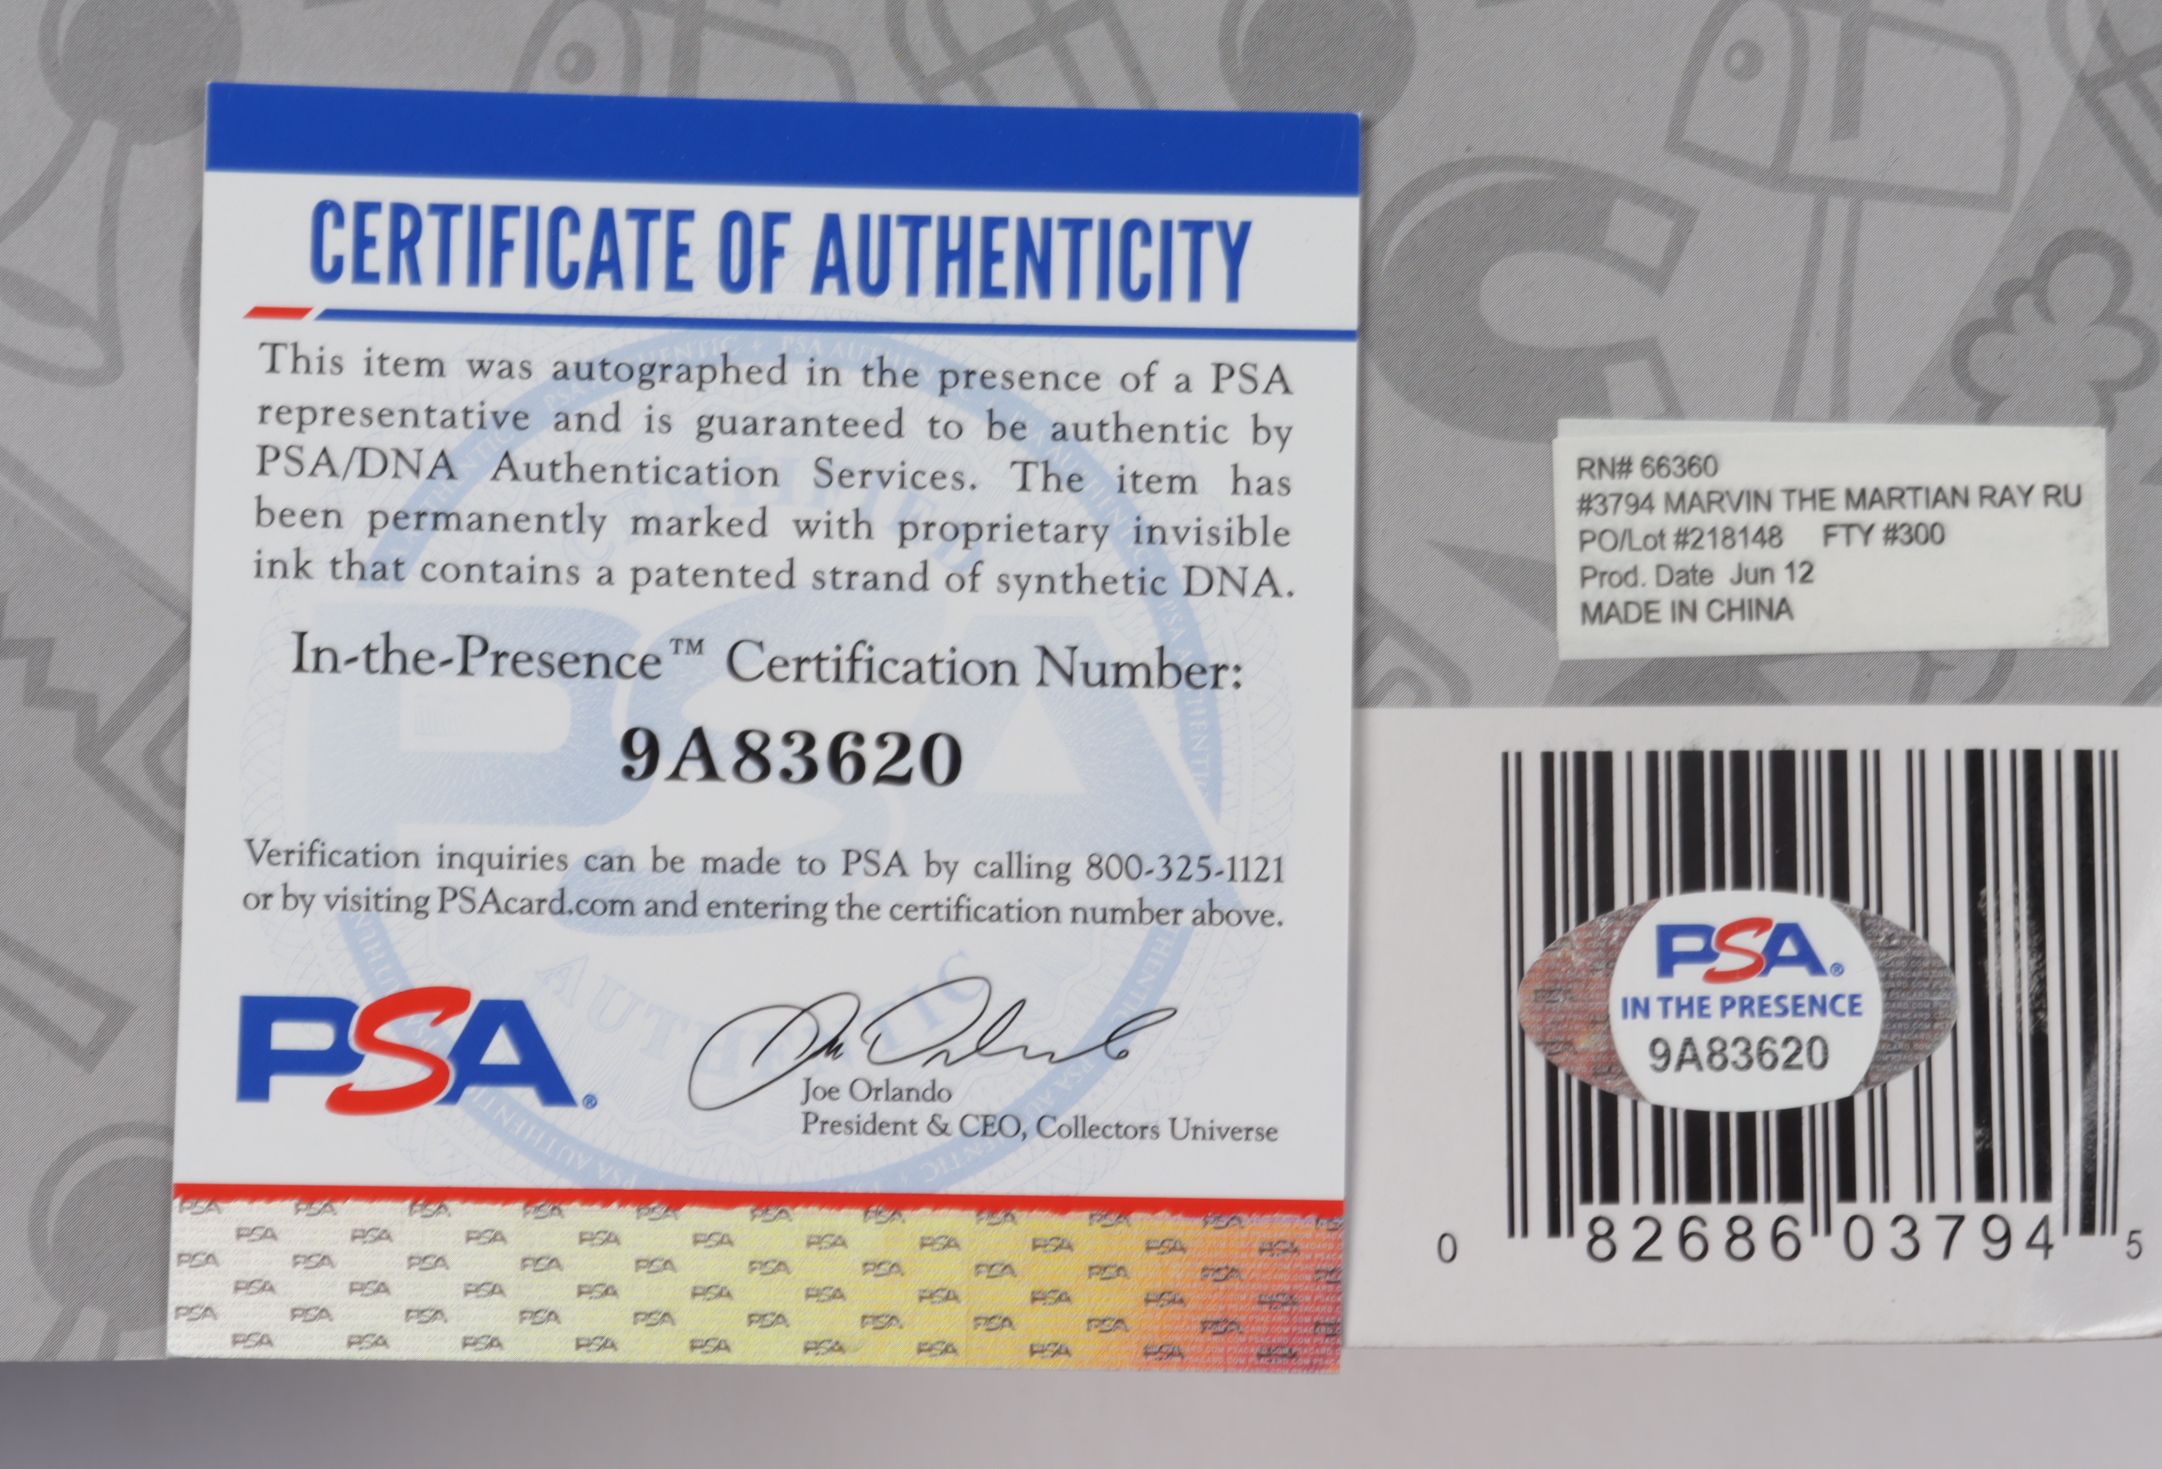 CERTIFICATE OF AUTHENTICITY
This item was autographed in the presence of a PSA
representative and is guaranteed to be authentic by
PSA/DNA Authentication Services. The item has
been permanently marked with proprietary invisible
ink that contains a patented strand of synthetic DNA.
In-the-Presence™ Certification Number:
9A83620
Verification inquiries can be made to PSA by calling 800-325-1121
or by visiting PSAcard.com and entering the certification number above.
PSA®
Joe Orlando
President & CEO, Collectors Universe
RN# 66360
#3794 MARVIN THE MARTIAN RAY RU
PO/Lot #218148 FTY #300
Prod. Date Jun 12
MADE IN CHINA
PSA®
IN THE PRESENCE
9A83620
0 82686 03794 5